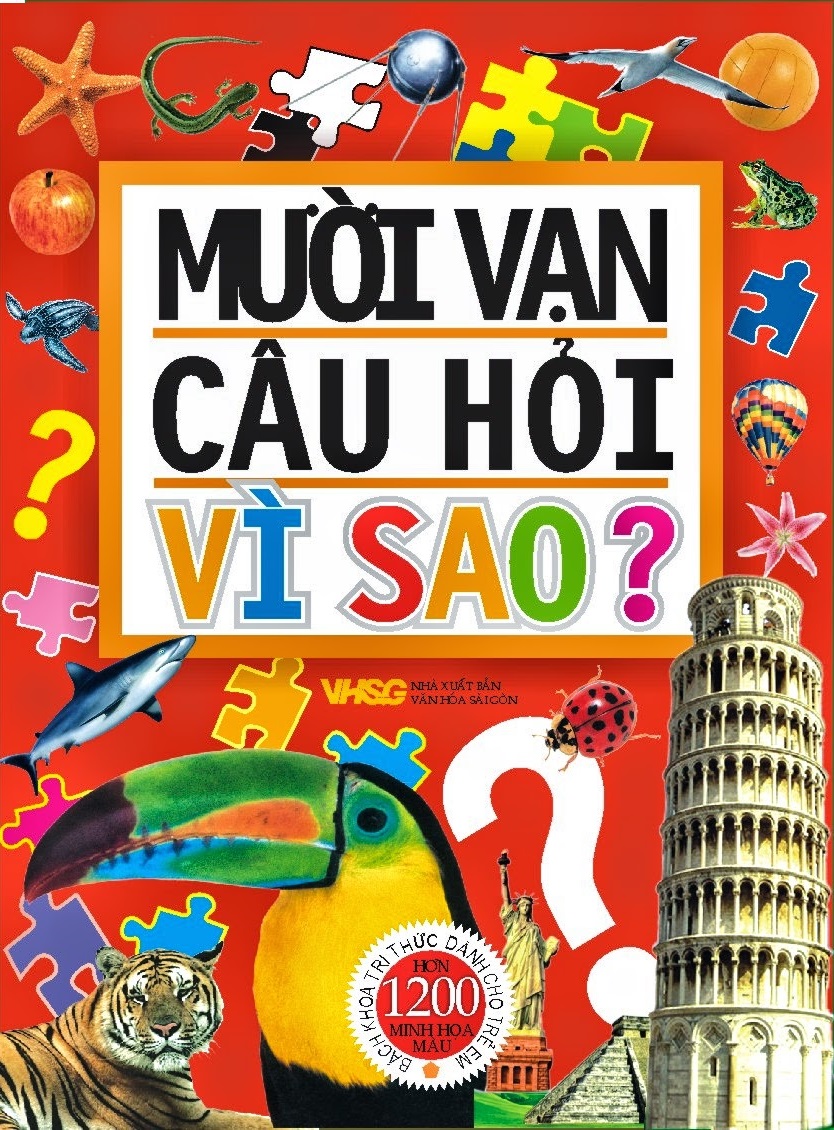 MƯỜI VẠN
CÂU HỎI
VÌ SAO?
VHSG
NHÀ XUẤT BẢN
VĂN HÓA SÀI GÒN
BÁCH KHOA TRI THỨC DÀNH CHO TRẺ EM
HƠN
1200
MINH HỌA
MÀU